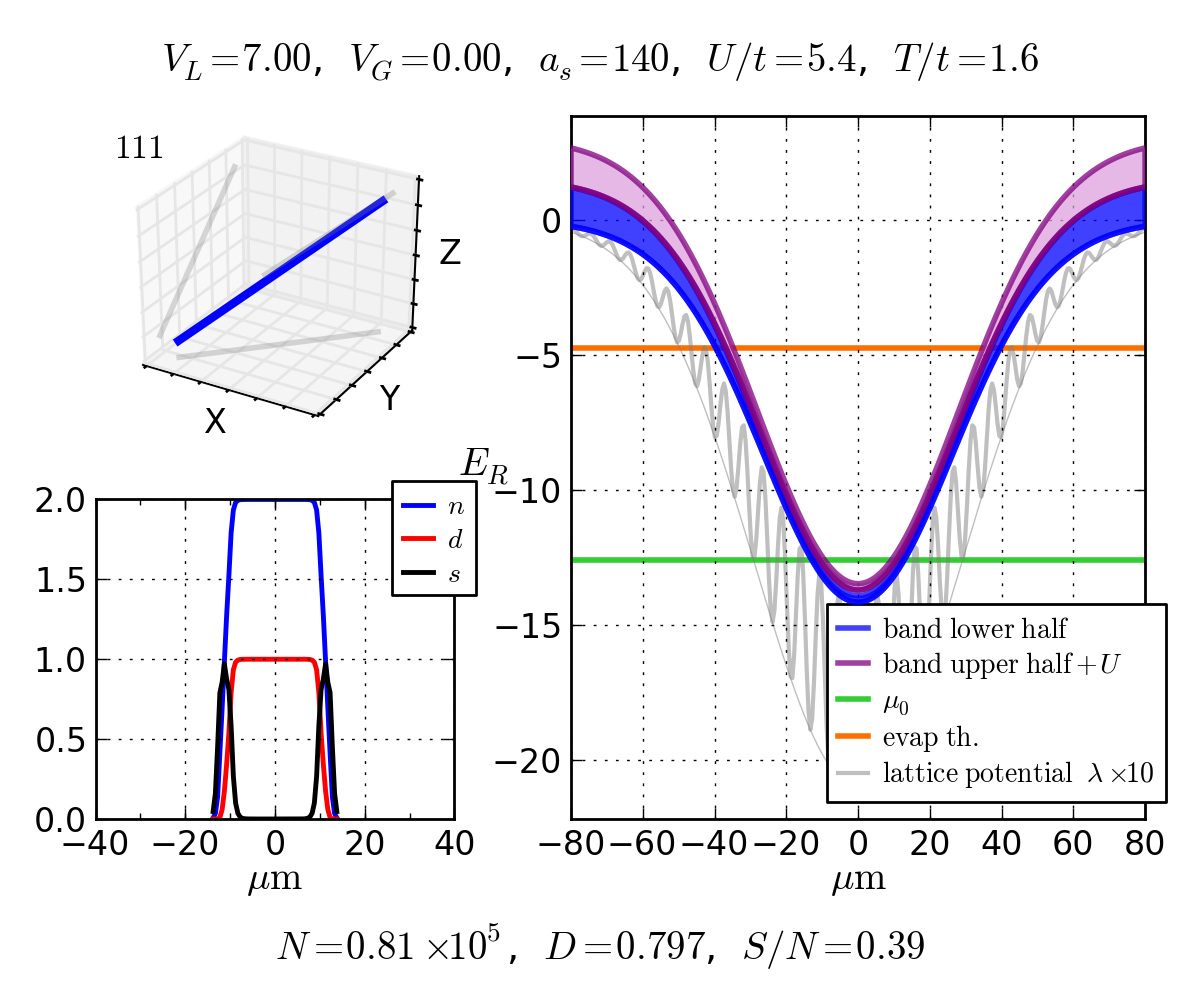 V_L=7.00, V_G=0.00, a_s=140, U/t=5.4, T/t=1.6
111
Z
Y
X
E_R
2.0
1.5
1.0
0.5
0.0
−40 −20 0 20 40
μm
n
d
s
0
−5
−10
−15
−20
−80 −60 −40 −20 0 20 40 60 80
μm
band lower half
band upper half+U
μ_0
evap th.
lattice potential λ×10
N=0.81×10^5, D=0.797, S/N=0.39